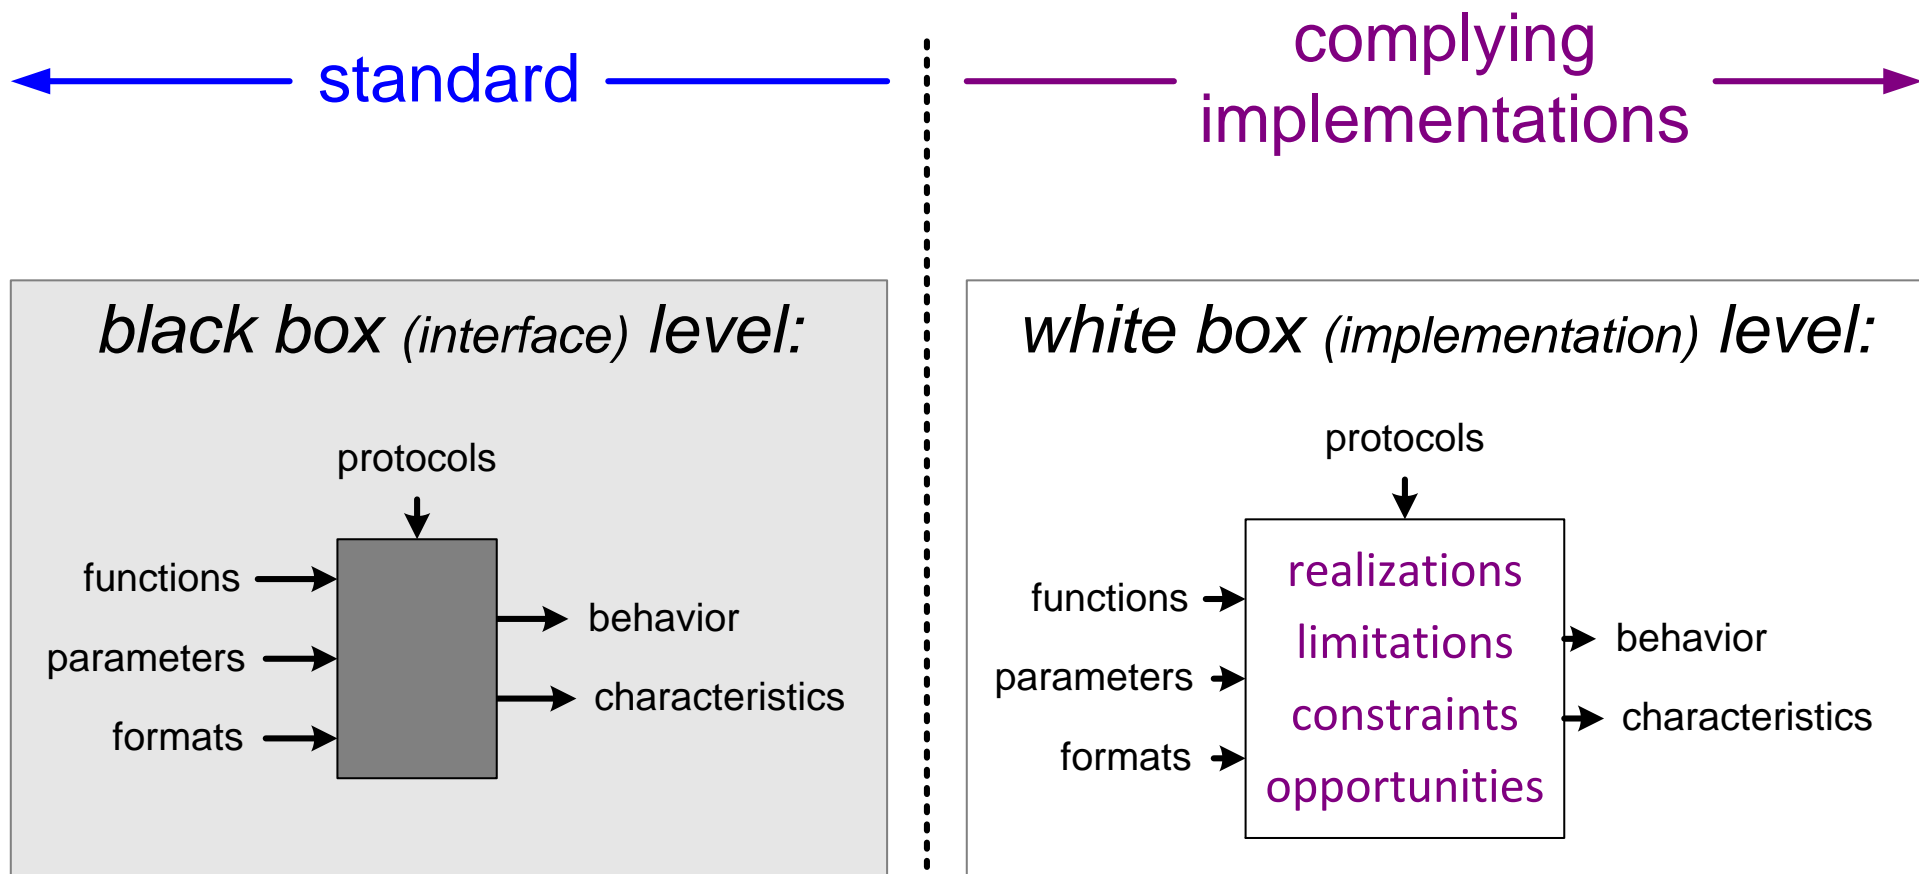 standard
complying
implementations
black box (interface) level:
protocols
functions
parameters
formats
behavior
characteristics
white box (implementation) level:
protocols
functions
parameters
formats
realizations
limitations
constraints
opportunities
behavior
characteristics